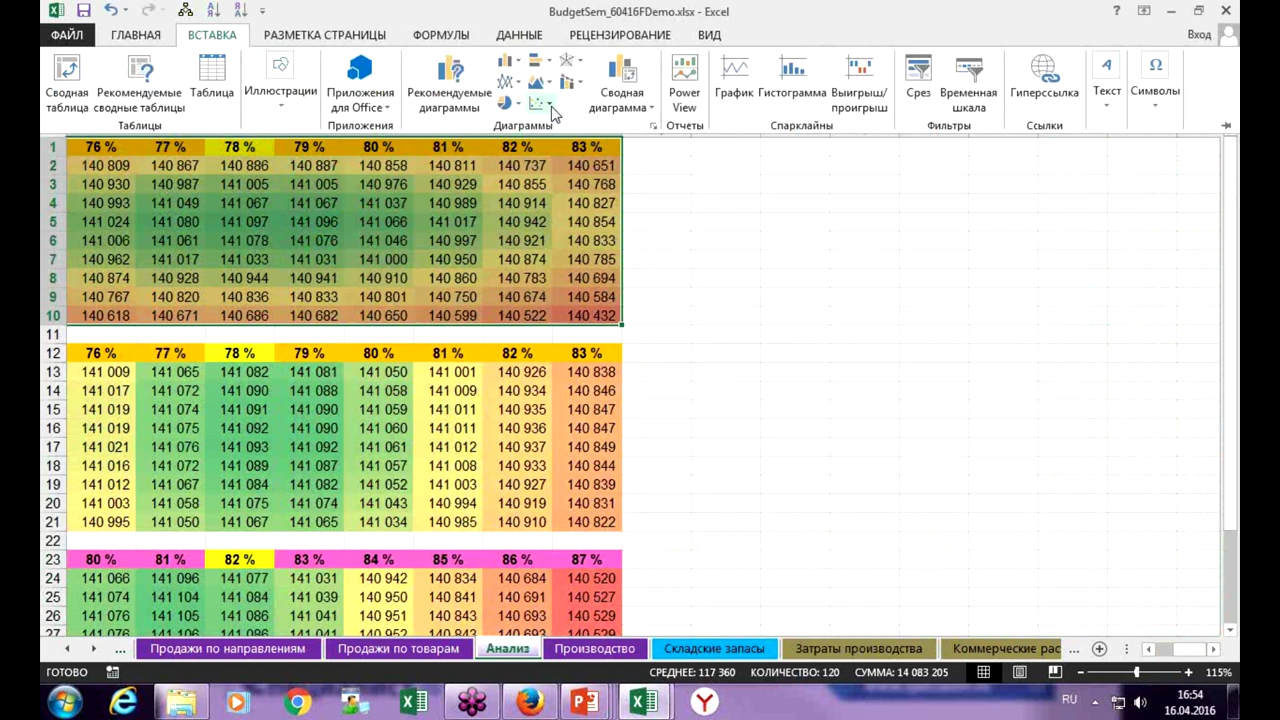 BudgetSem_60416FDemo.xlsx - Excel
ФАЙЛ ГЛАВНАЯ ВСТАВКА РАЗМЕТКА СТРАНИЦЫ ФОРМУЛЫ ДАННЫЕ РЕЦЕНЗИРОВАНИЕ ВИД Вход
Сводная таблица
Рекомендуемые сводные таблицы
Таблица
Иллюстрации
Приложения для Office
Рекомендуемые диаграммы
Сводная диаграмма
Power View
График
Гистограмма
Выигрыш/проигрыш
Срез
Временная шкала
Гиперссылка
Текст
Символы
Таблицы Приложения Диаграммы Отчеты Спарклайны Фильтры Ссылки
1 76 % 77 % 78 % 79 % 80 % 81 % 82 % 83 %
2 140 809 140 867 140 886 140 887 140 858 140 811 140 737 140 651
3 140 930 140 987 141 005 141 005 140 976 140 929 140 855 140 768
4 140 993 141 049 141 067 141 067 141 037 140 989 140 914 140 827
5 141 024 141 080 141 097 141 096 141 066 141 017 140 942 140 854
6 141 006 141 061 141 078 141 076 141 046 140 997 140 921 140 833
7 140 962 141 017 141 033 141 031 141 000 140 950 140 874 140 785
8 140 874 140 928 140 944 140 941 140 910 140 860 140 783 140 694
9 140 767 140 820 140 836 140 833 140 801 140 750 140 674 140 584
10 140 618 140 671 140 686 140 682 140 650 140 599 140 522 140 432
11
12 76 % 77 % 78 % 79 % 80 % 81 % 82 % 83 %
13 141 009 141 065 141 082 141 081 141 050 141 001 140 926 140 838
14 141 017 141 072 141 090 141 088 141 058 141 009 140 934 140 846
15 141 019 141 074 141 091 141 090 141 059 141 011 140 935 140 847
16 141 019 141 075 141 092 141 090 141 060 141 011 140 936 140 847
17 141 021 141 076 141 093 141 092 141 061 141 012 140 937 140 849
18 141 016 141 072 141 089 141 087 141 057 141 008 140 933 140 844
19 141 012 141 067 141 084 141 082 141 052 141 003 140 927 140 839
20 141 003 141 058 141 075 141 074 141 043 140 994 140 919 140 831
21 140 995 141 050 141 067 141 065 141 034 140 985 140 910 140 822
22
23 80 % 81 % 82 % 83 % 84 % 85 % 86 % 87 %
24 141 066 141 096 141 077 141 031 140 942 140 834 140 684 140 520
25 141 074 141 104 141 084 141 039 140 950 140 841 140 691 140 527
26 141 076 141 105 141 086 141 041 140 951 140 843 140 693 140 529
27 141 076 141 106 141 086 141 041 140 952 140 843 140 693 140 529
... Продажи по направлениям Продажи по товарам Анализ Производство Складские запасы Затраты производства Коммерческие рас ...
ГОТОВО СРЕДНЕЕ: 117 360 КОЛИЧЕСТВО: 120 СУММА: 14 083 205 115%
RU 16:54
16.04.2016